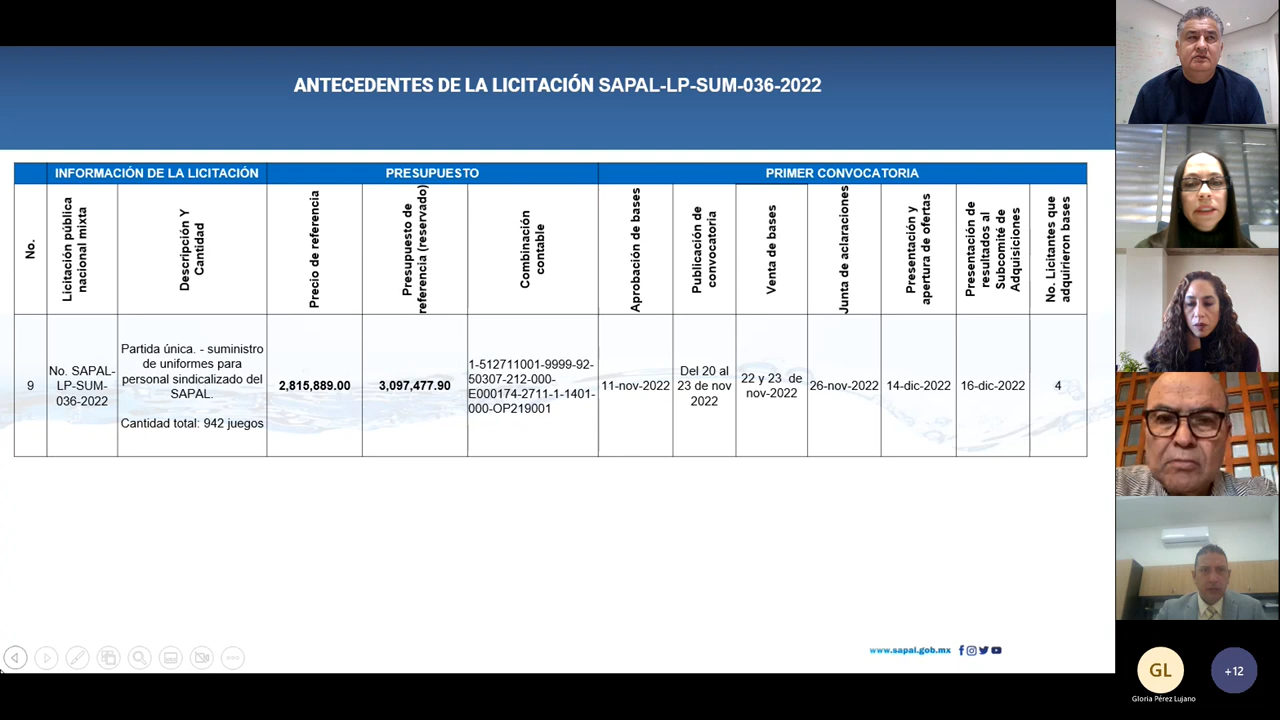 ANTECEDENTES DE LA LICITACIÓN SAPAL-LP-SUM-036-2022
INFORMACIÓN DE LA LICITACIÓN
PRESUPUESTO
PRIMER CONVOCATORIA
No.
Licitación pública
nacional mixta
Descripción Y
Cantidad
Precio de referencia
Presupuesto de
referencia (reservado)
Combinación
contable
Aprobación de bases
Publicación de
convocatoria
Venta de bases
Junta de aclaraciones
Presentación y
apertura de ofertas
Presentación de
resultados al
Subcomité de
Adquisiciones
No. Licitantes que
adquirieron bases
9
No. SAPAL-
LP-SUM-
036-2022
Partida única. - suministro
de uniformes para
personal sindicalizado del
SAPAL.
Cantidad total: 942 juegos
2,815,889.00
3,097,477.90
1-512711001-9999-92-
50307-212-000-
E000174-2711-1-1401-
000-OP219001
11-nov-2022
Del 20 al
23 de nov
2022
22 y 23 de
nov-2022
26-nov-2022
14-dic-2022
16-dic-2022
4
www.sapal.gob.mx
GL
Gloria Pérez Lujano
+12